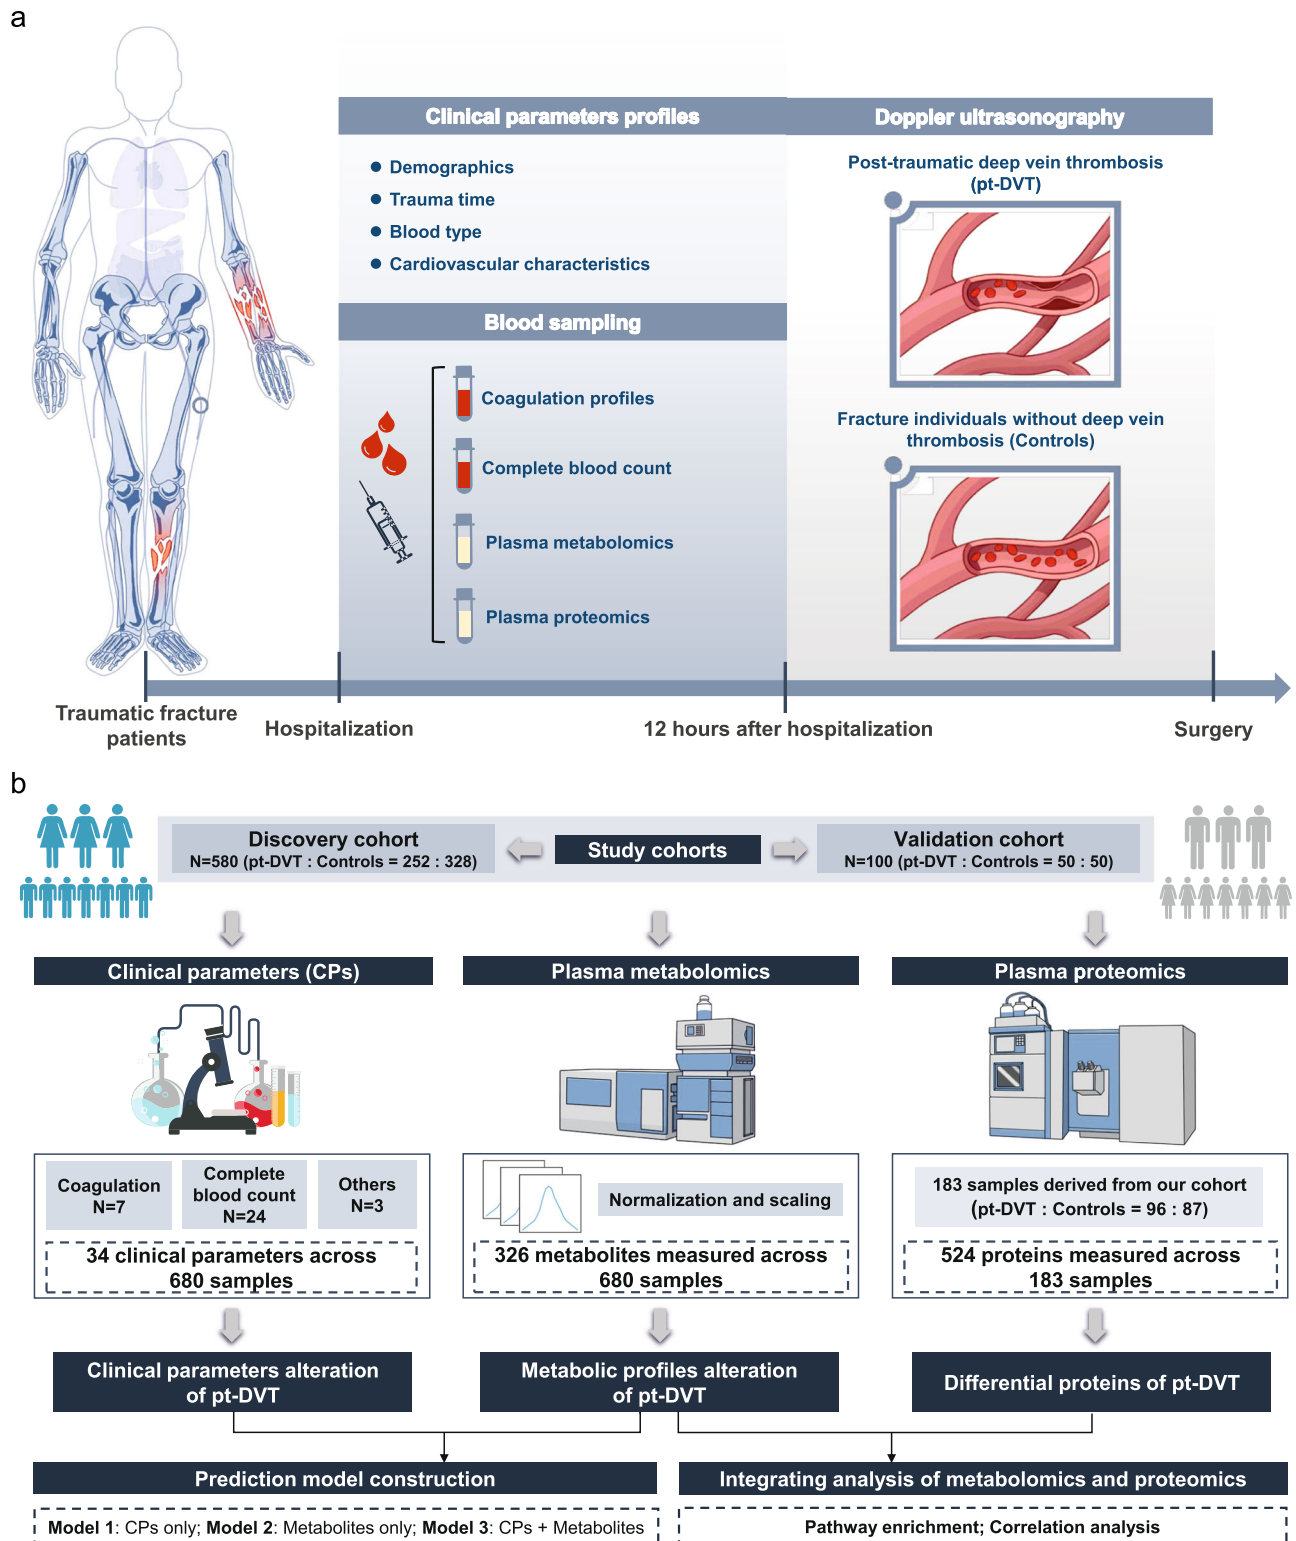 a
Clinical parameters profiles
Doppler ultrasonography
Demographics
Trauma time
Blood type
Cardiovascular characteristics
Post-traumatic deep vein thrombosis
(pt-DVT)
Blood sampling
Coagulation profiles
Complete blood count
Plasma metabolomics
Plasma proteomics
Fracture individuals without deep vein
thrombosis (Controls)
Traumatic fracture
patients
Hospitalization
12 hours after hospitalization
Surgery
b
Discovery cohort
N=580 (pt-DVT : Controls = 252 : 328)
Study cohorts
Validation cohort
N=100 (pt-DVT : Controls = 50 : 50)
Clinical parameters (CPs)
Plasma metabolomics
Plasma proteomics
Coagulation
N=7
Complete
blood count
N=24
Others
N=3
34 clinical parameters across
680 samples
Normalization and scaling
326 metabolites measured across
680 samples
183 samples derived from our cohort
(pt-DVT : Controls = 96 : 87)
524 proteins measured across
183 samples
Clinical parameters alteration
of pt-DVT
Metabolic profiles alteration
of pt-DVT
Differential proteins of pt-DVT
Prediction model construction
Integrating analysis of metabolomics and proteomics
Model 1: CPs only; Model 2: Metabolites only; Model 3: CPs + Metabolites
Pathway enrichment; Correlation analysis